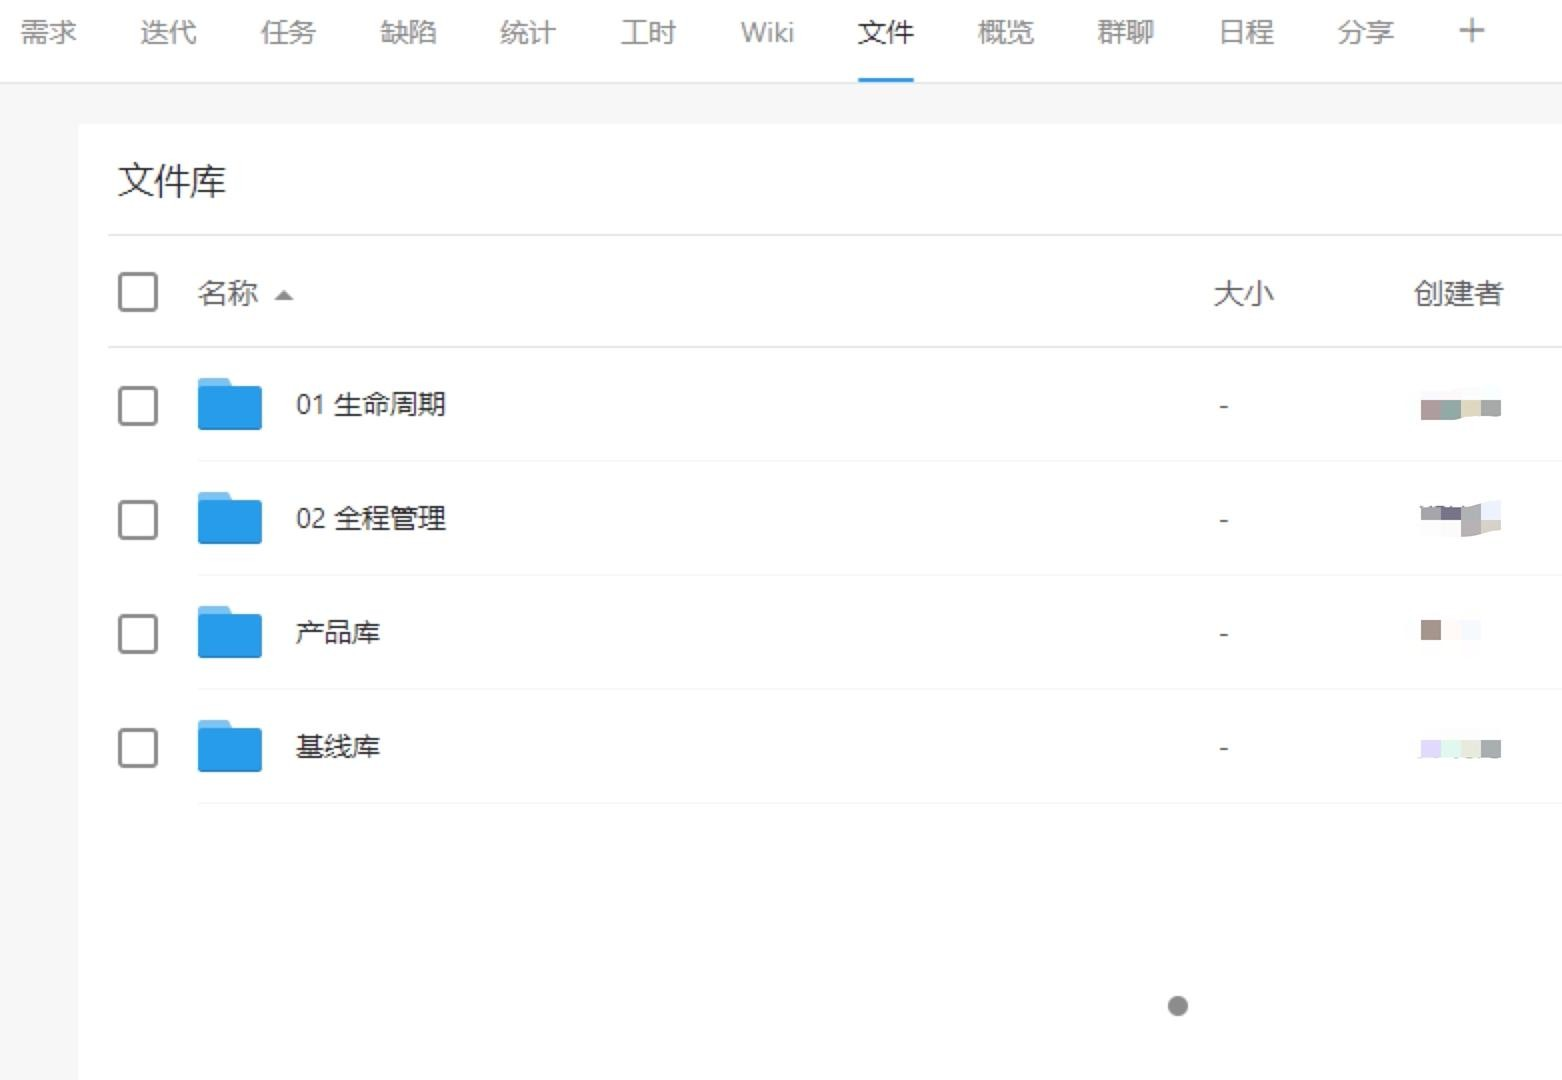 需求 迭代 任务 缺陷 统计 工时 Wiki 文件 概览 群聊 日程 分享 +
文件库
名称 大小 创建者
01 生命周期 -
02 全程管理 -
产品库 -
基线库 -